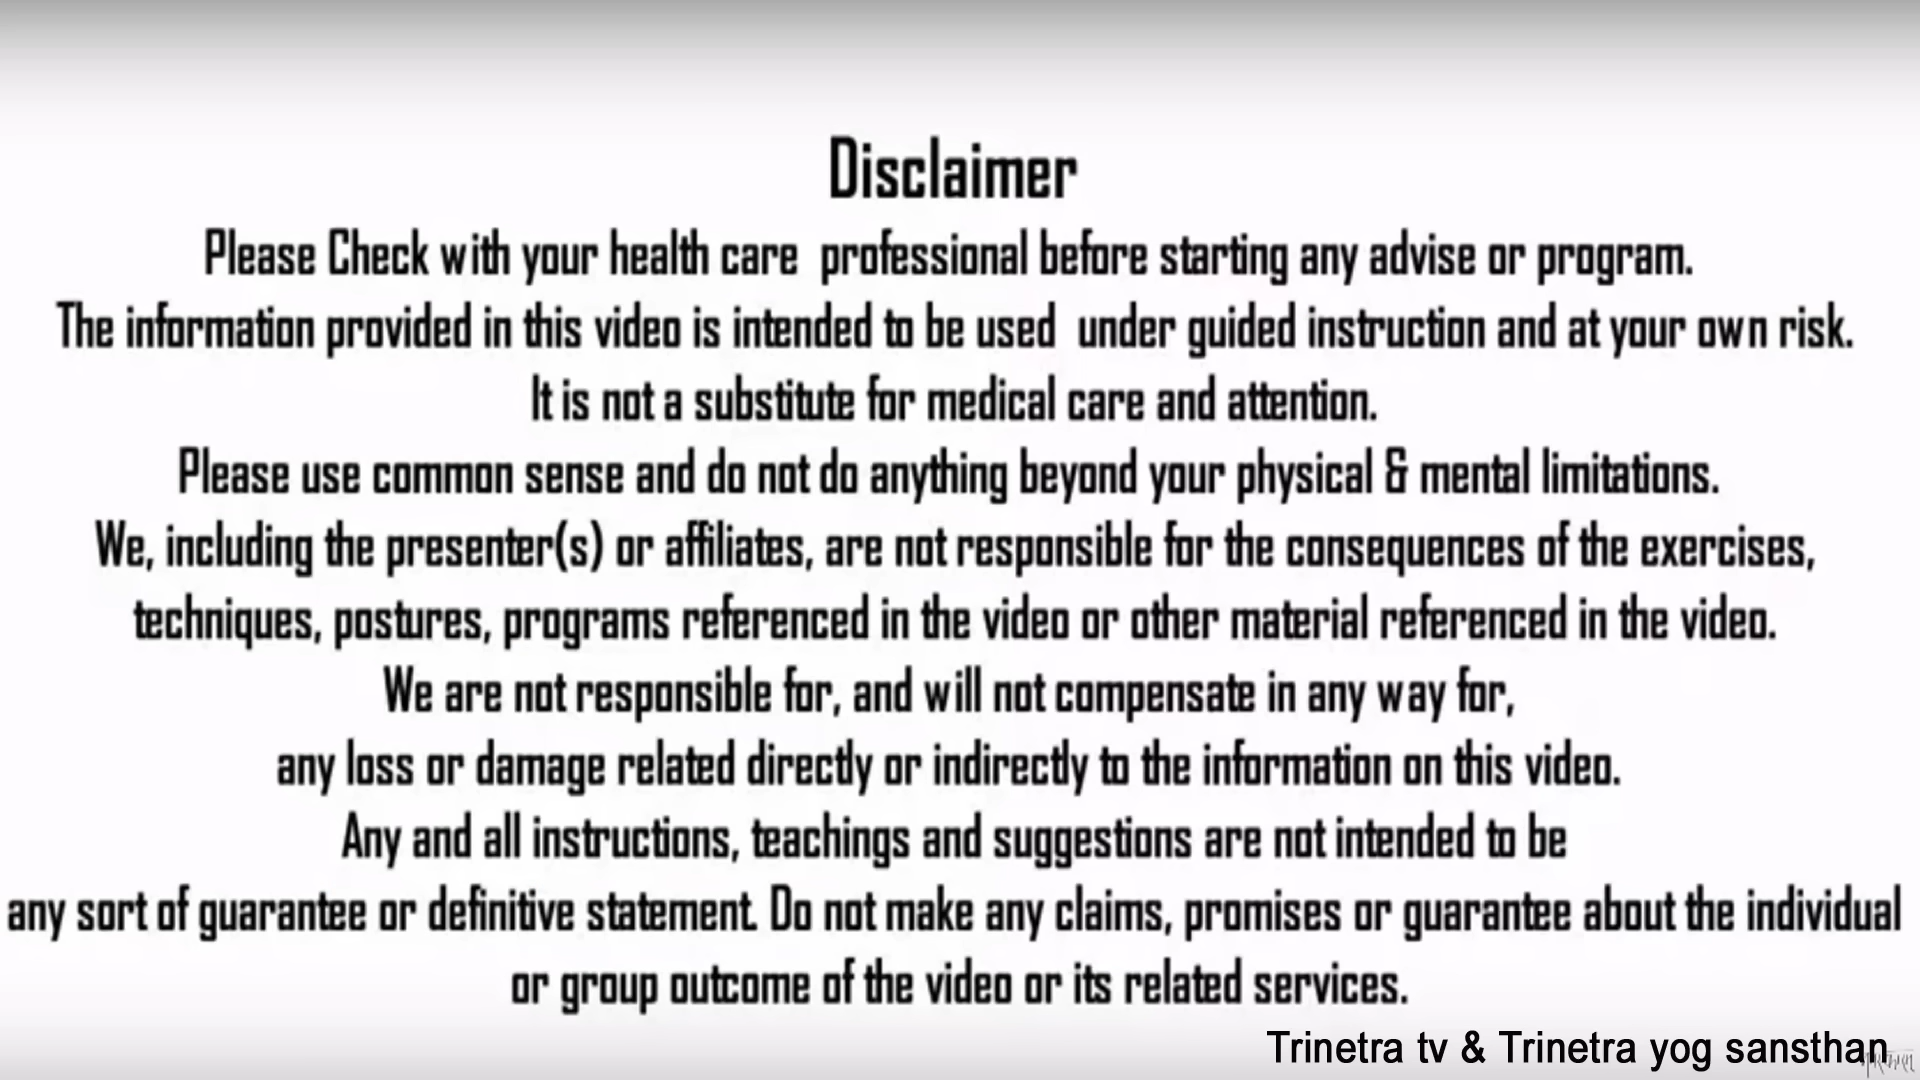 Disclaimer
Please Check with your health care professional before starting any advise or program.
The information provided in this video is intended to be used under guided instruction and at your own risk.
It is not a substitute for medical care and attention.
Please use common sense and do not do anything beyond your physical & mental limitations.
We, including the presenter(s) or affiliates, are not responsible for the consequences of the exercises,
techniques, postures, programs referenced in the video or other material referenced in the video.
We are not responsible for, and will not compensate in any way for,
any loss or damage related directly or indirectly to the information on this video.
Any and all instructions, teachings and suggestions are not intended to be
any sort of guarantee or definitive statement. Do not make any claims, promises or guarantee about the individual
or group outcome of the video or its related services.
Trinetra tv & Trinetra yog sansthan